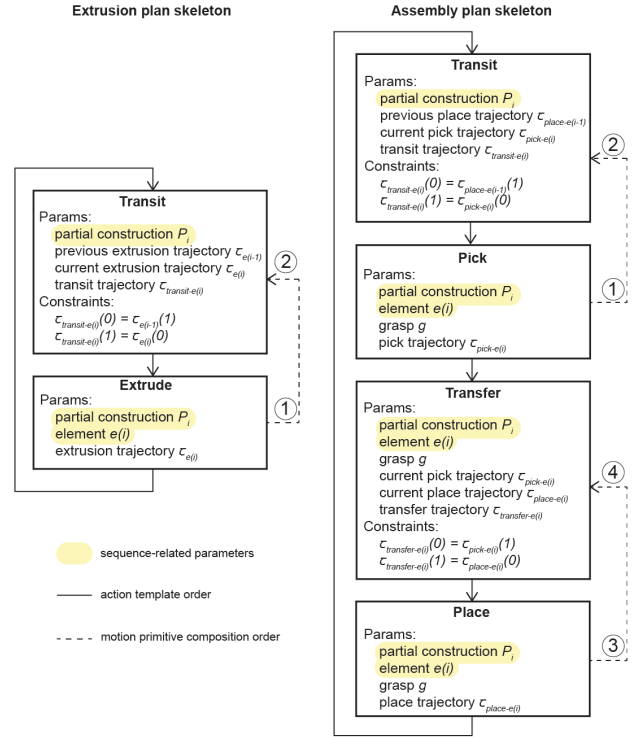 Extrusion plan skeleton
Transit
Params:
partial construction P_i
previous extrusion trajectory τ_e(i-1)
current extrusion trajectory τ_e(i)
transit trajectory τ_transit-e(i)
Constraints:
τ_transit-e(i)(0) = τ_e(i-1)(1)
τ_transit-e(i)(1) = τ_e(i)(0)
2
Extrude
Params:
partial construction P_i
element e(i)
extrusion trajectory τ_e(i)
1
sequence-related parameters
action template order
motion primitive composition order
Assembly plan skeleton
Transit
Params:
partial construction P_i
previous place trajectory τ_place-e(i-1)
current pick trajectory τ_pick-e(i)
transit trajectory τ_transit-e(i)
Constraints:
τ_transit-e(i)(0) = τ_place-e(i-1)(1)
τ_transit-e(i)(1) = τ_pick-e(i)(0)
2
Pick
Params:
partial construction P_i
element e(i)
grasp g
pick trajectory τ_pick-e(i)
1
Transfer
Params:
partial construction P_i
element e(i)
grasp g
current pick trajectory τ_pick-e(i)
current place trajectory τ_place-e(i)
transfer trajectory τ_transfer-e(i)
Constraints:
τ_transfer-e(i)(0) = τ_pick-e(i)(1)
τ_transfer-e(i)(1) = τ_place-e(i)(0)
4
Place
Params:
partial construction P_i
element e(i)
grasp g
place trajectory τ_place-e(i)
3